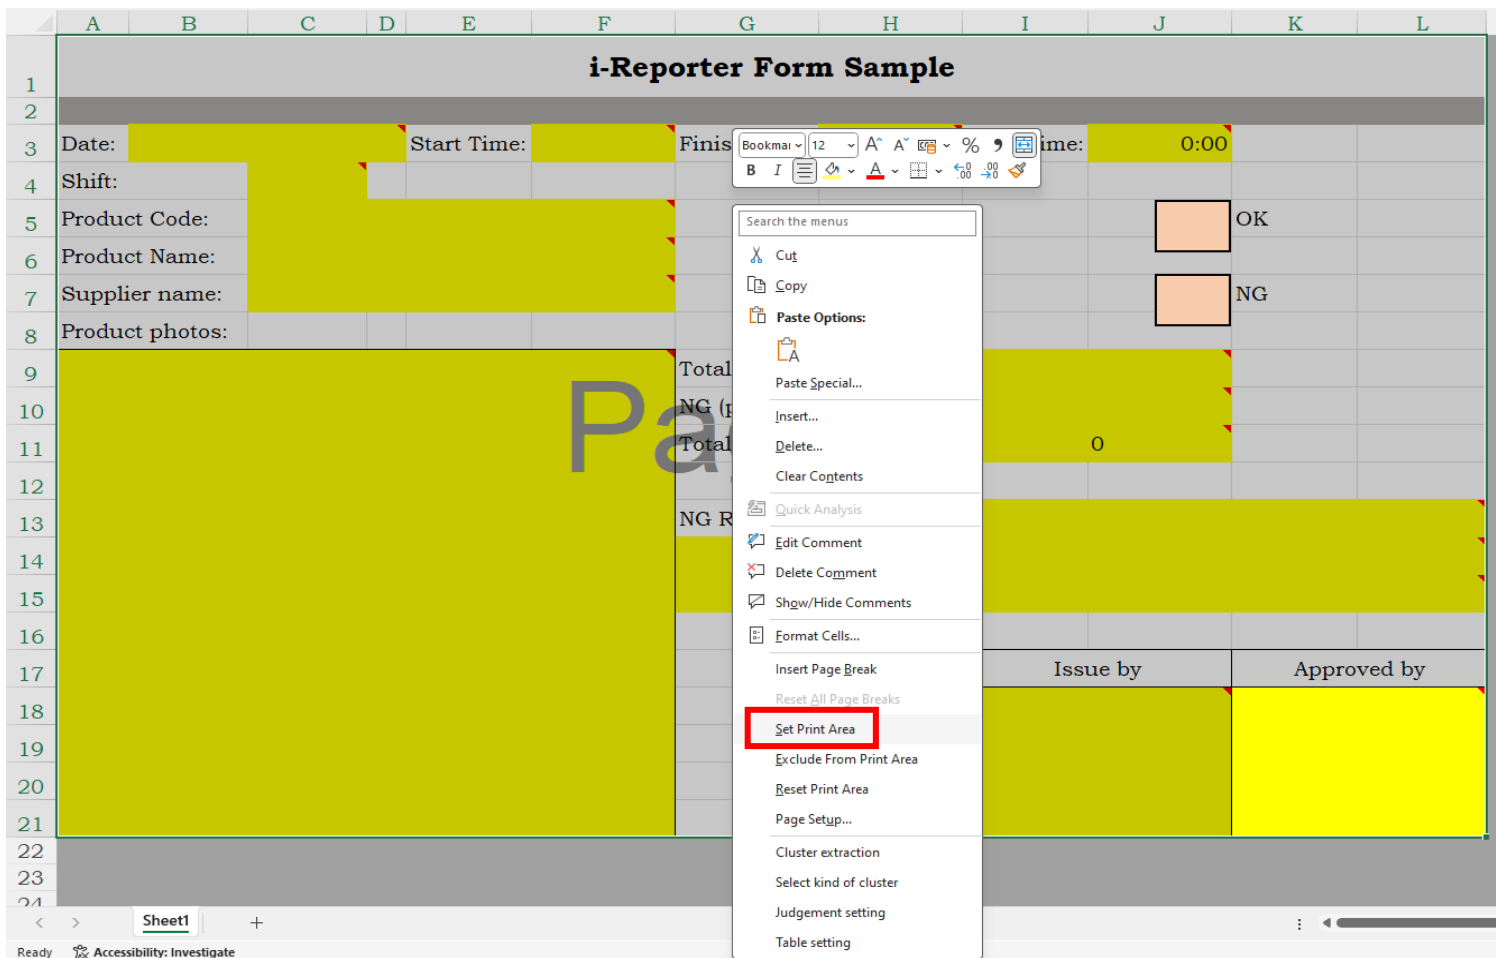 A B C D E F G H I J K L
1 i-Reporter Form Sample
2
3 Date: Start Time: Finis ime: 0:00
Bookmai 12 A A % 9
B I A .00 .00
4 Shift:
5 Product Code: OK
6 Product Name:
7 Supplier name: NG
8 Product photos:
9 Total
10 NG (p
11 Total 0
12
13 NG R
14
15
16
17 Issue by Approved by
18
19
20
21
22
23
24
Pa
Search the menus
Cut
Copy
Paste Options:
Paste Special...
Insert...
Delete...
Clear Contents
Quick Analysis
Edit Comment
Delete Comment
Show/Hide Comments
Format Cells...
Insert Page Break
Reset All Page Breaks
Set Print Area
Exclude From Print Area
Reset Print Area
Page Setup...
Cluster extraction
Select kind of cluster
Judgement setting
Table setting
Sheet1
Ready Accessibility: Investigate